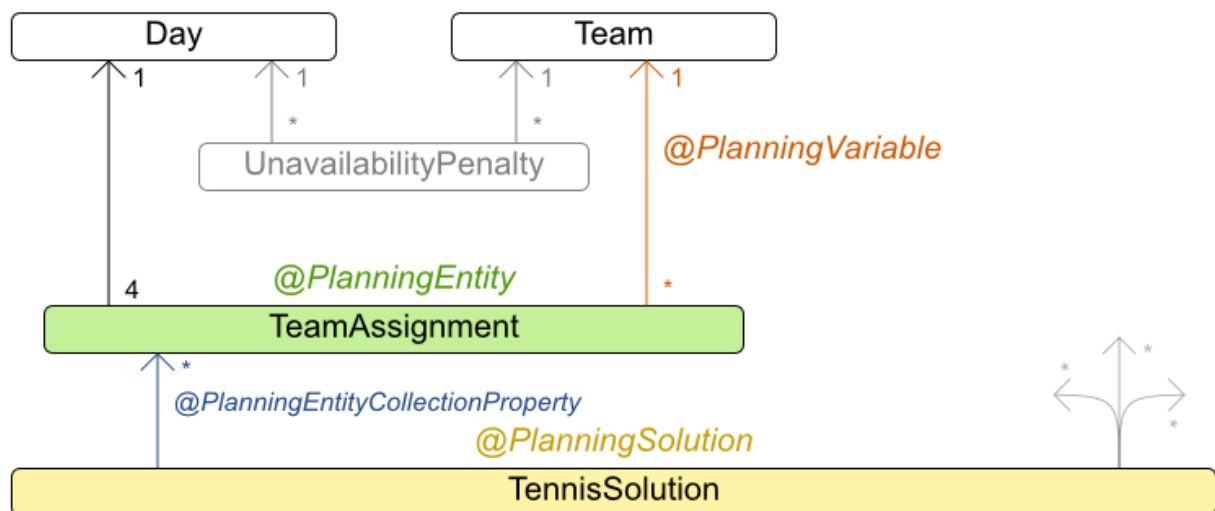 Day
Team
1
1
1
1
*
*
@PlanningVariable
UnavailabilityPenalty
@PlanningEntity
4
*
TeamAssignment
*
*
*
@PlanningEntityCollectionProperty
*
@PlanningSolution
TennisSolution